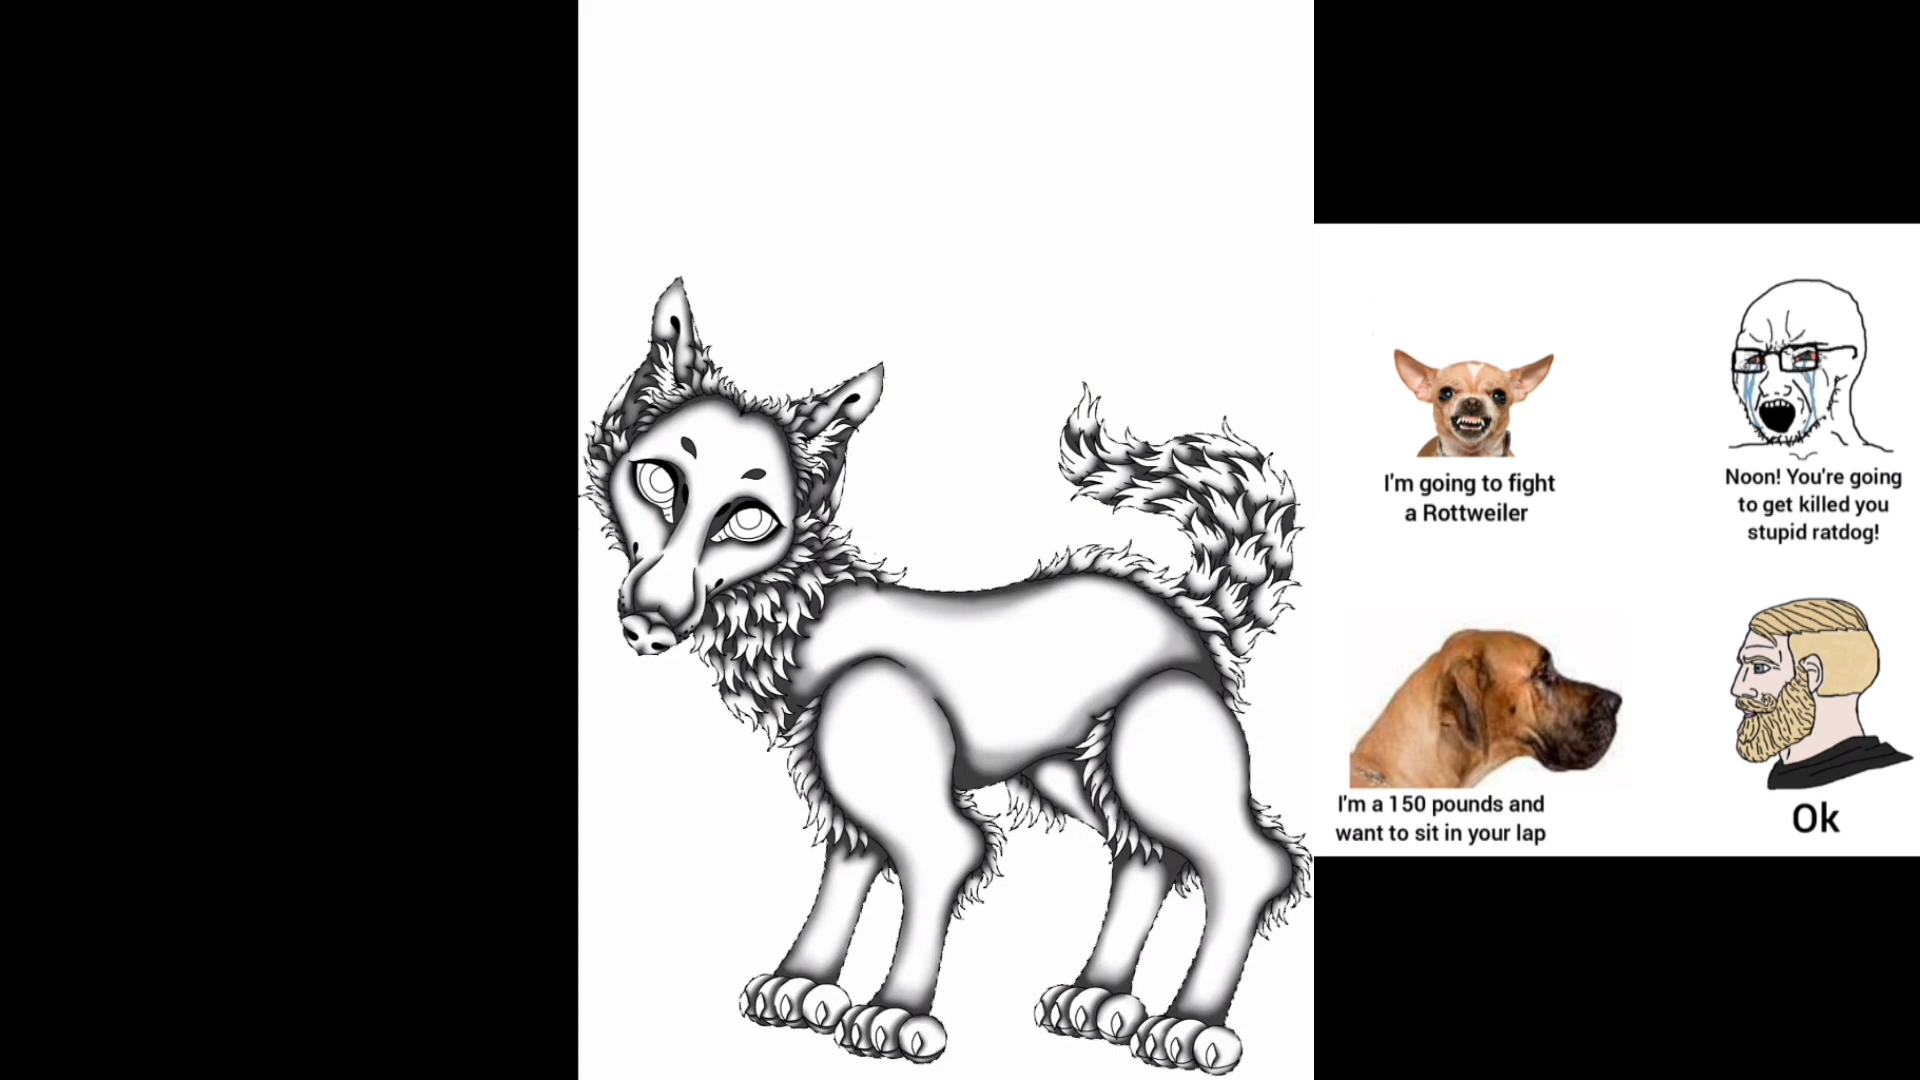 I'm going to fight
a Rottweiler
Noon! You're going
to get killed you
stupid ratdog!
I'm a 150 pounds and
want to sit in your lap
Ok